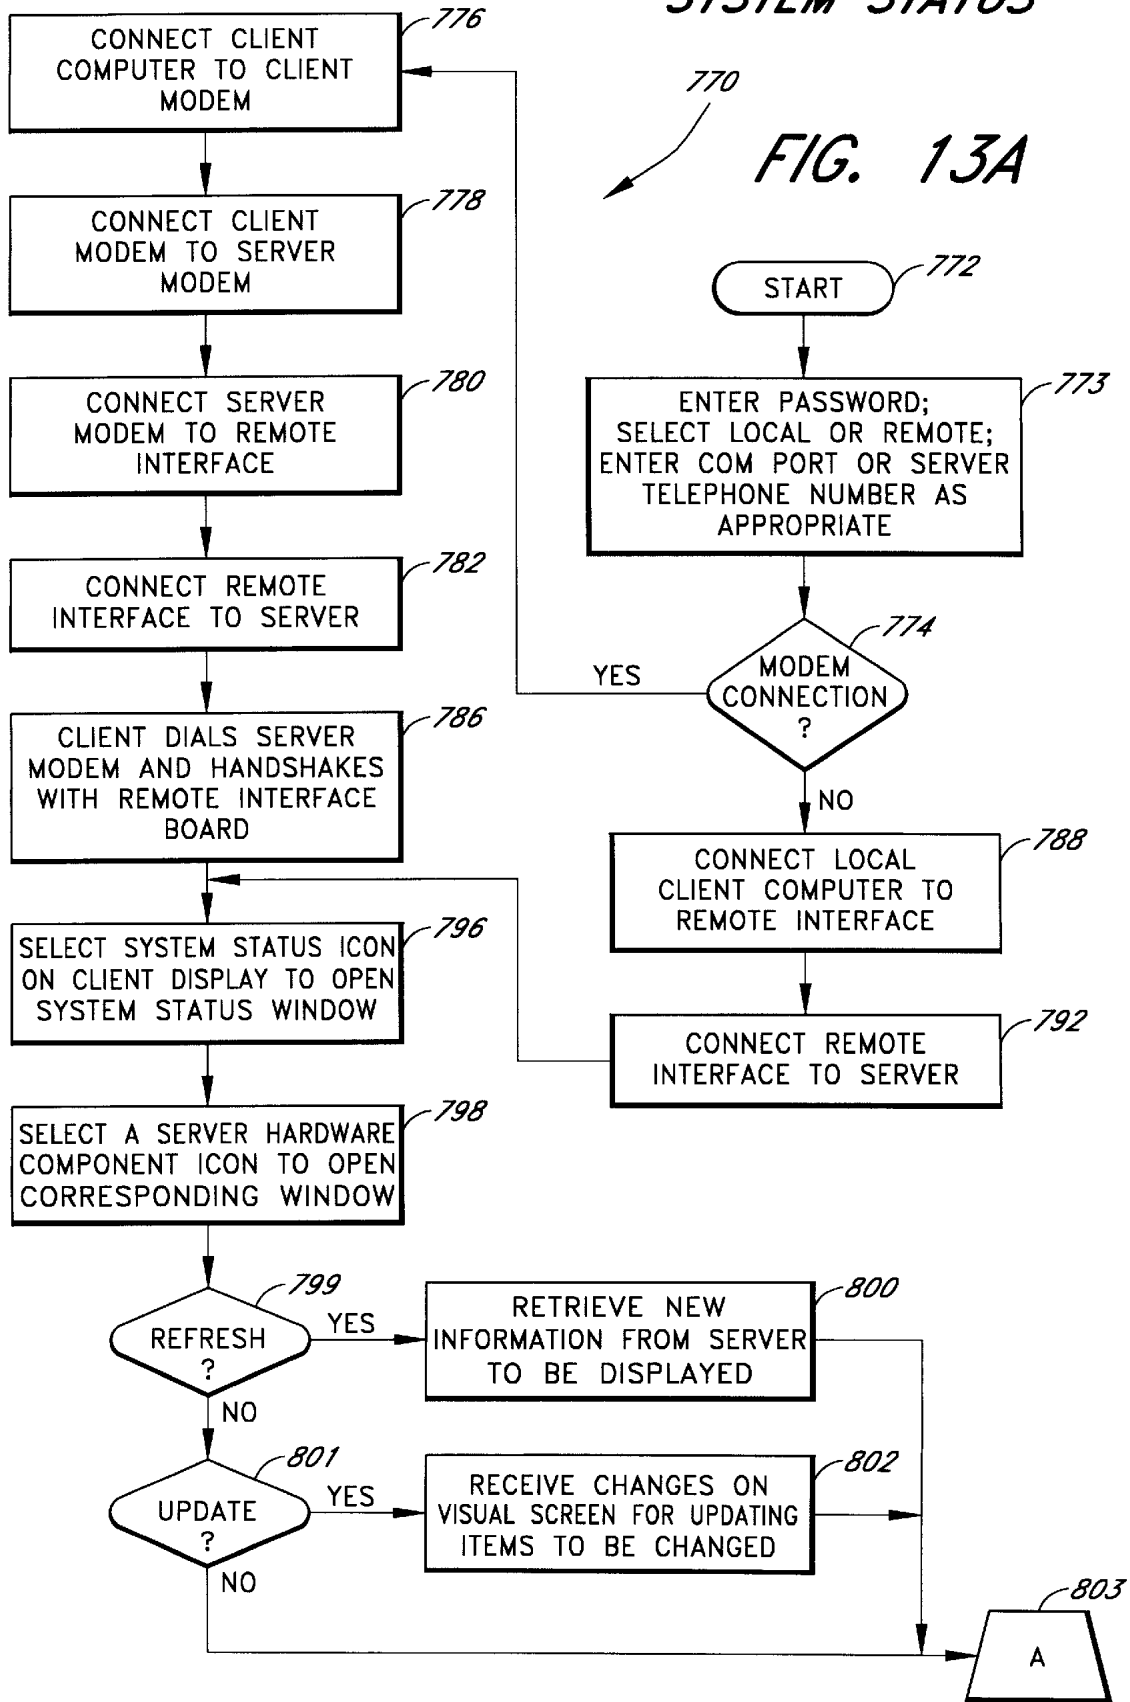 SYSTEM STATUS
770
FIG. 13A
772
START
773
ENTER PASSWORD;
SELECT LOCAL OR REMOTE;
ENTER COM PORT OR SERVER
TELEPHONE NUMBER AS
APPROPRIATE
774
MODEM
CONNECTION
?
YES
NO
776
CONNECT CLIENT
COMPUTER TO CLIENT
MODEM
778
CONNECT CLIENT
MODEM TO SERVER
MODEM
780
CONNECT SERVER
MODEM TO REMOTE
INTERFACE
782
CONNECT REMOTE
INTERFACE TO SERVER
786
CLIENT DIALS SERVER
MODEM AND HANDSHAKES
WITH REMOTE INTERFACE
BOARD
788
CONNECT LOCAL
CLIENT COMPUTER TO
REMOTE INTERFACE
792
CONNECT REMOTE
INTERFACE TO SERVER
796
SELECT SYSTEM STATUS ICON
ON CLIENT DISPLAY TO OPEN
SYSTEM STATUS WINDOW
798
SELECT A SERVER HARDWARE
COMPONENT ICON TO OPEN
CORRESPONDING WINDOW
799
REFRESH
?
YES
NO
800
RETRIEVE NEW
INFORMATION FROM SERVER
TO BE DISPLAYED
801
UPDATE
?
YES
NO
802
RECEIVE CHANGES ON
VISUAL SCREEN FOR UPDATING
ITEMS TO BE CHANGED
803
A